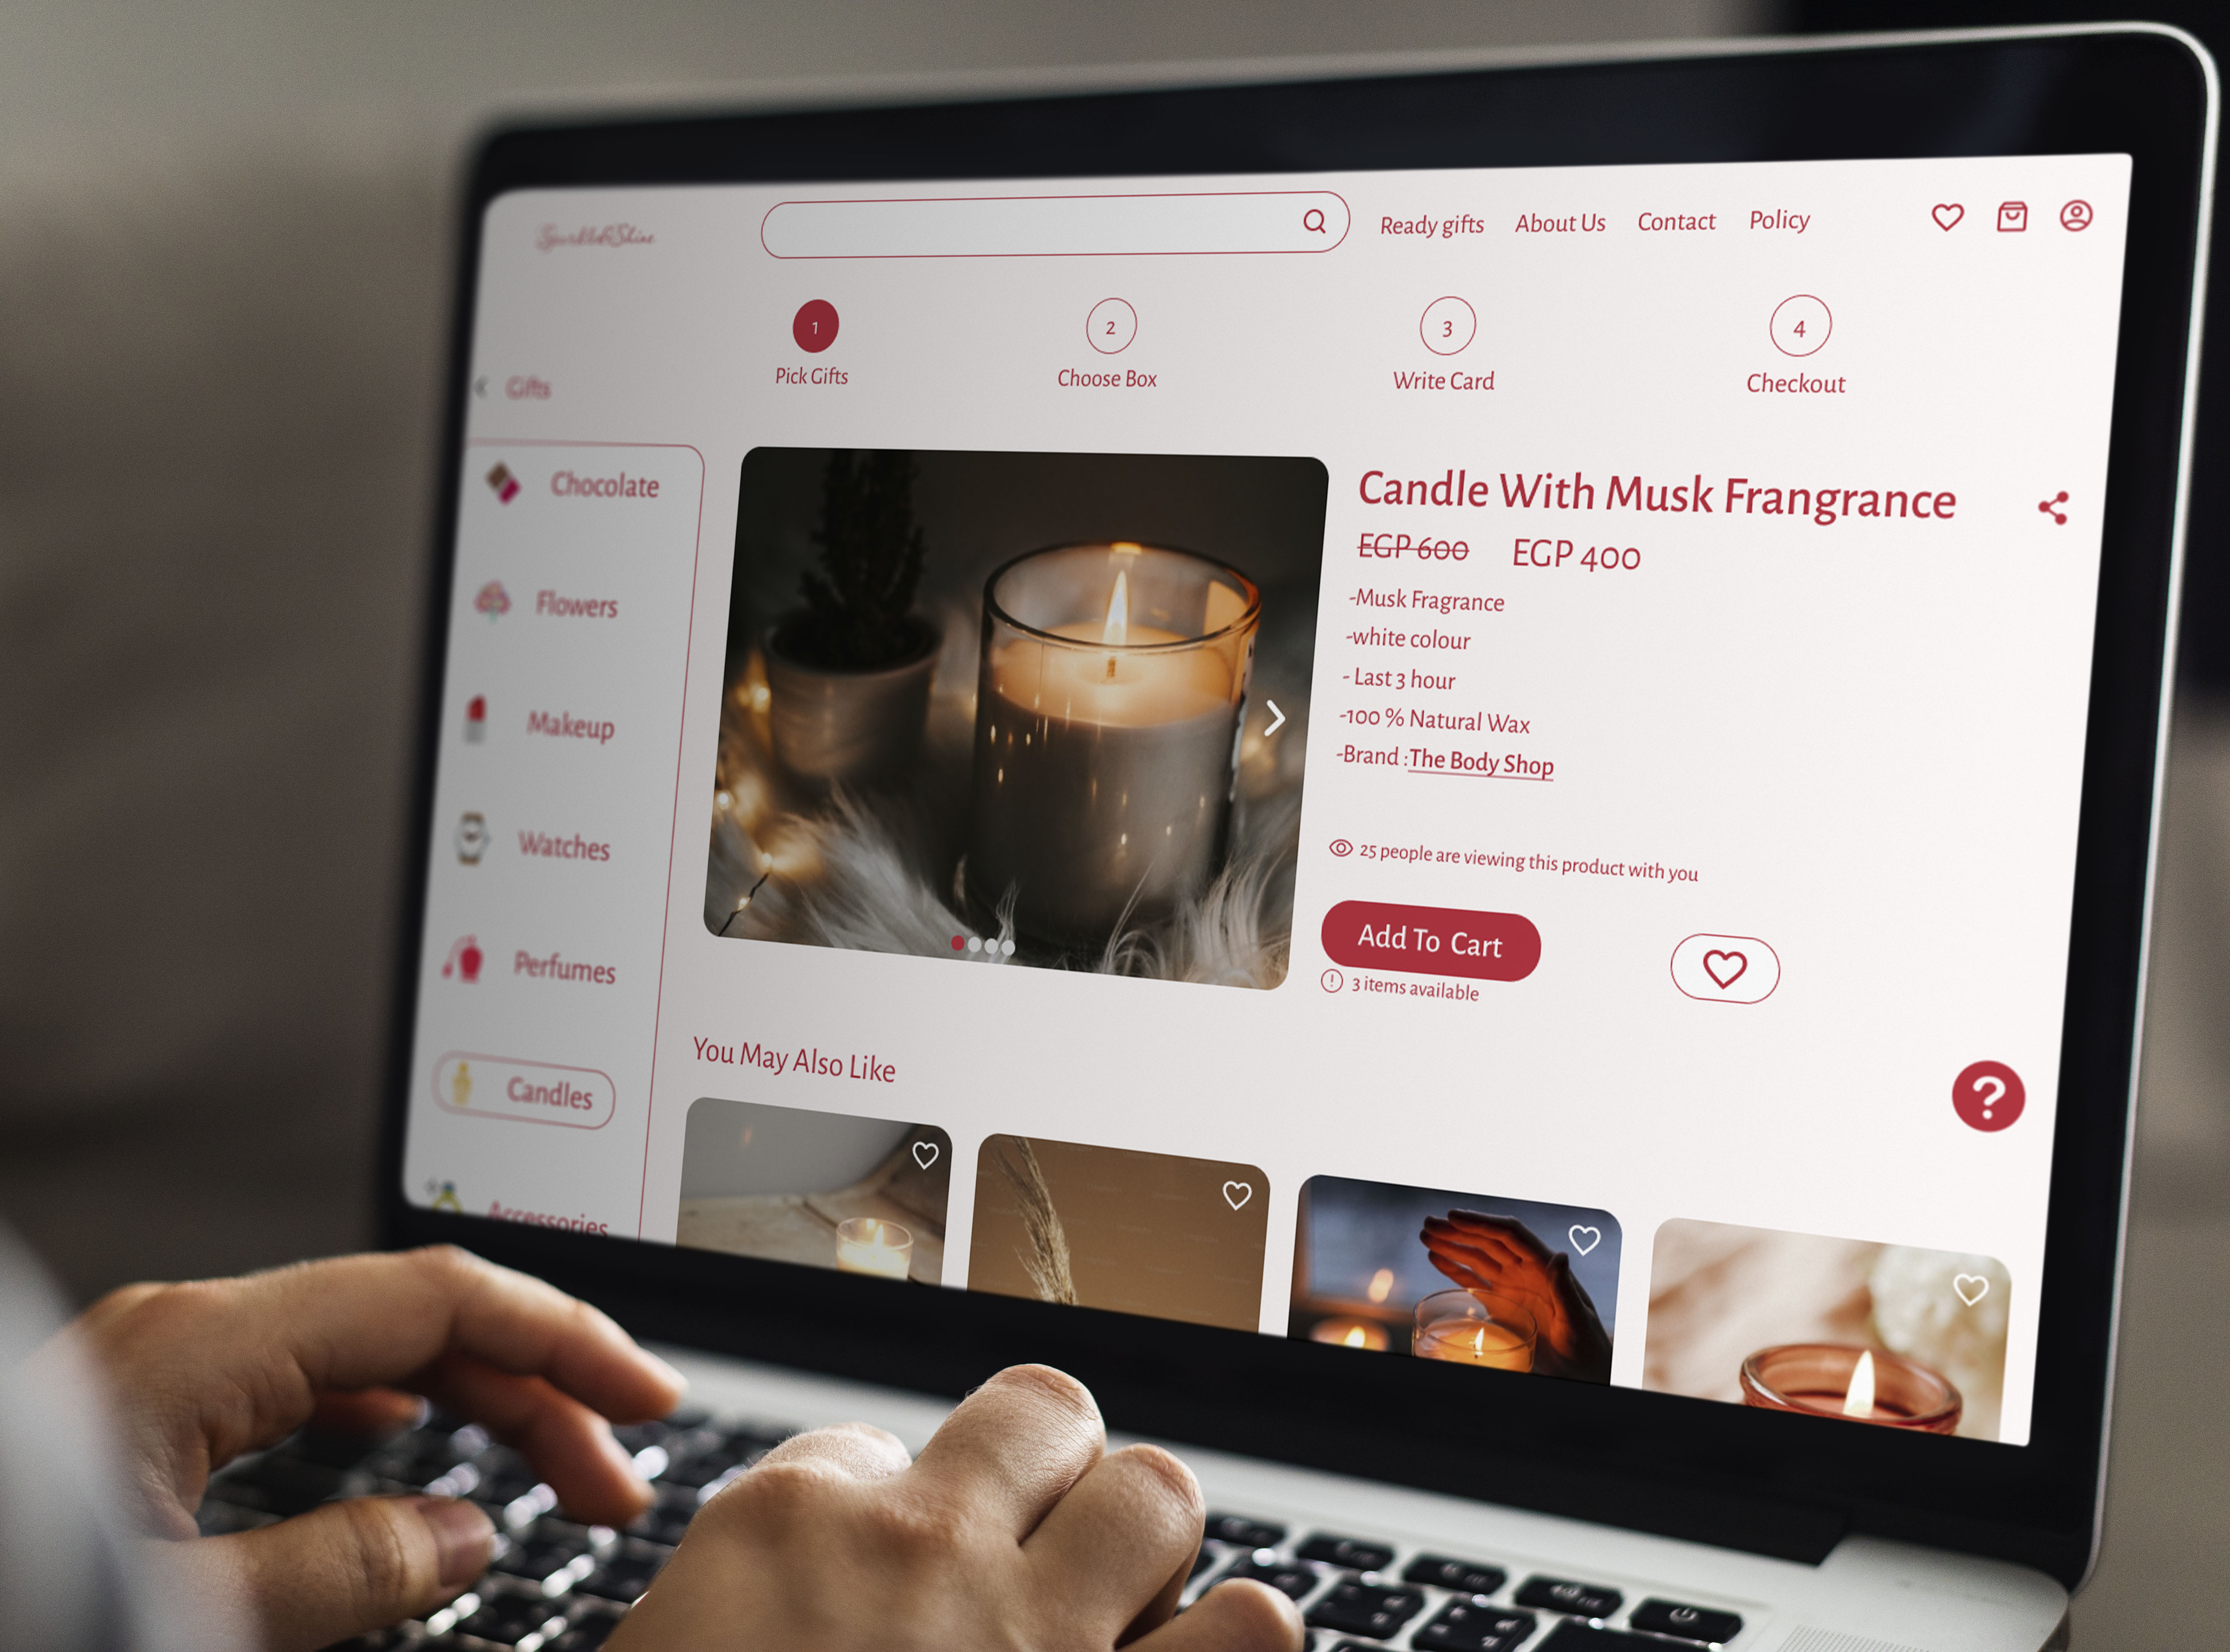 Sparkle&Shine
Ready gifts About Us Contact Policy
1 2 3 4
Pick Gifts Choose Box Write Card Checkout
Gifts
Chocolate
Flowers
Makeup
Watches
Perfumes
Candles
Accessories
Candle With Musk Frangrance
EGP 600 EGP 400
-Musk Fragrance
-white colour
- Last 3 hour
-100 % Natural Wax
-Brand :The Body Shop
25 people are viewing this product with you
Add To Cart
3 items available
You May Also Like
?